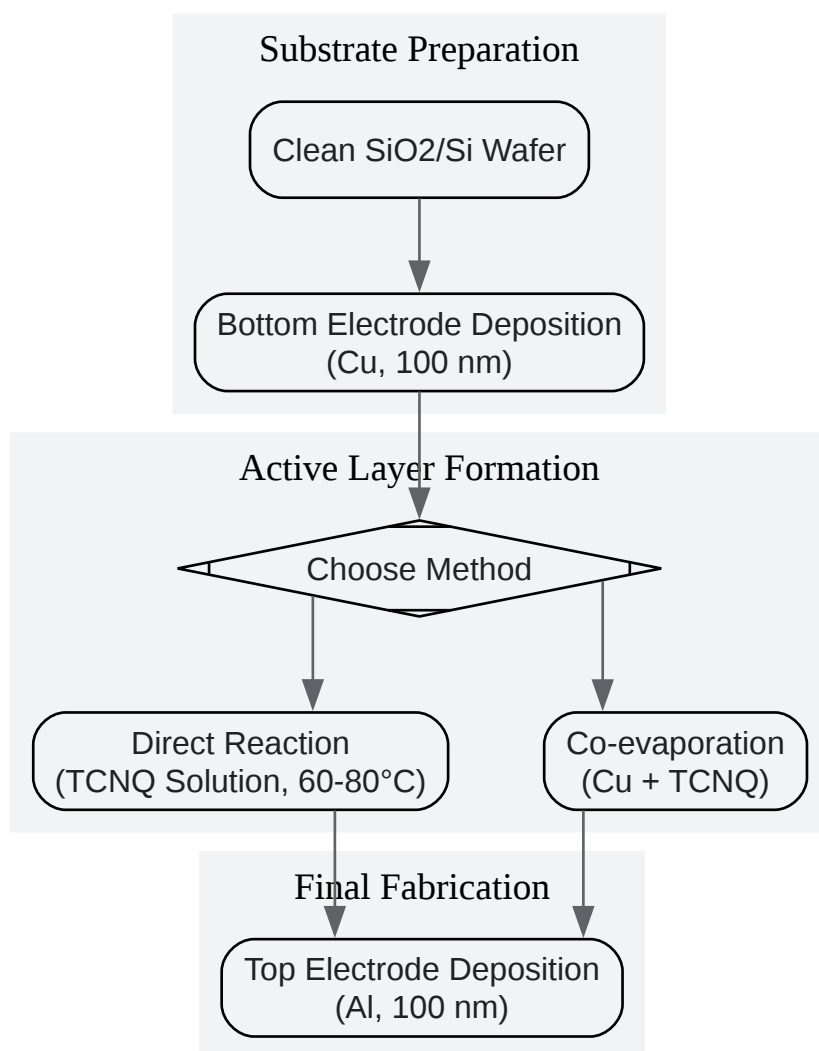 Substrate Preparation
Clean SiO2/Si Wafer
Bottom Electrode Deposition
(Cu, 100 nm)
Active Layer Formation
Choose Method
Direct Reaction
(TCNQ Solution, 60-80°C)
Co-evaporation
(Cu + TCNQ)
Final Fabrication
Top Electrode Deposition
(Al, 100 nm)